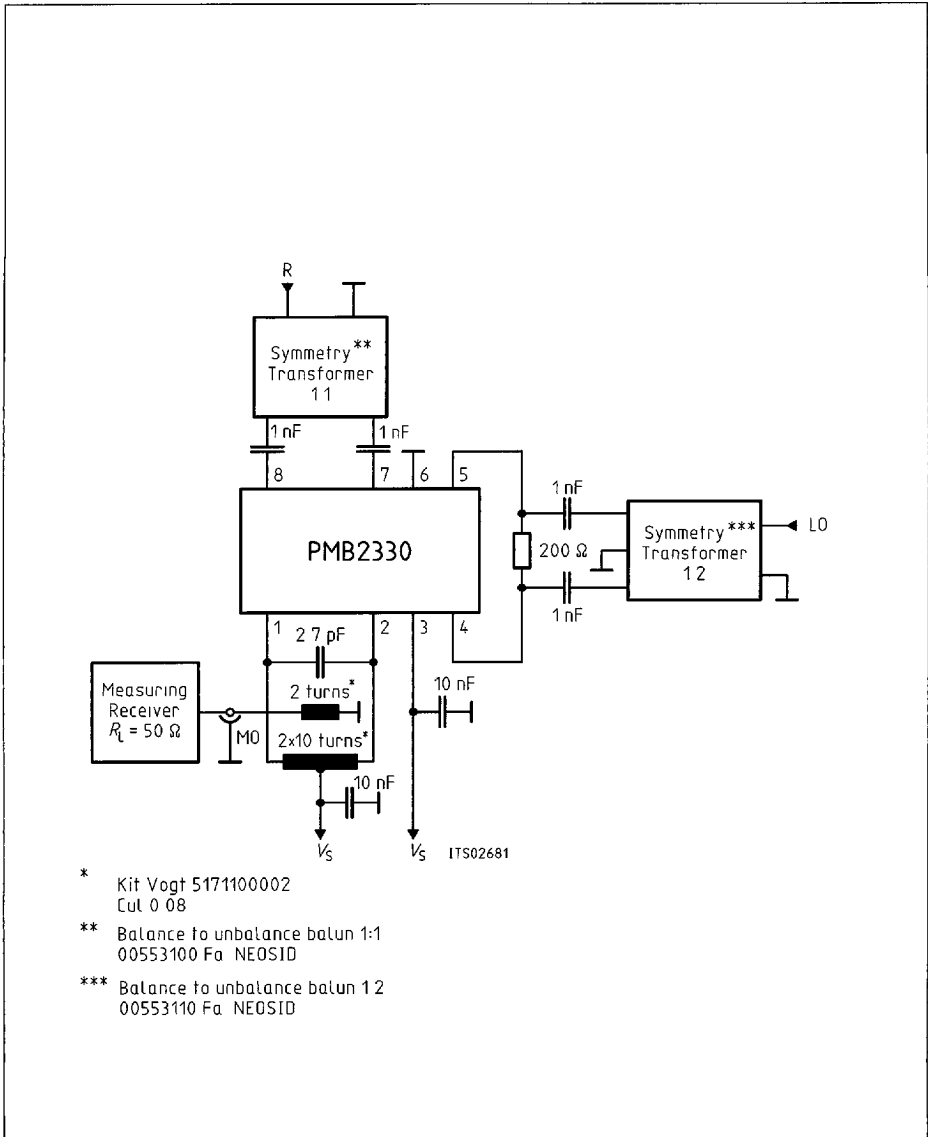 R
Symmetry**
Transformer
1 1
1 nF
1 nF
8
7
6
5
1 nF
PMB2330
200 Ω
Symmetry***
Transformer
1 2
LO
1 nF
1
2
3
4
2 7 pF
Measuring
Receiver
RL = 50 Ω
MO
2 turns*
10 nF
2x10 turns*
10 nF
VS
VS
ITS02681
* Kit Vogt 5171100002
Cul 0 08
** Balance to unbalance balun 1:1
00553100 Fa NEOSID
*** Balance to unbalance balun 1 2
00553110 Fa NEOSID